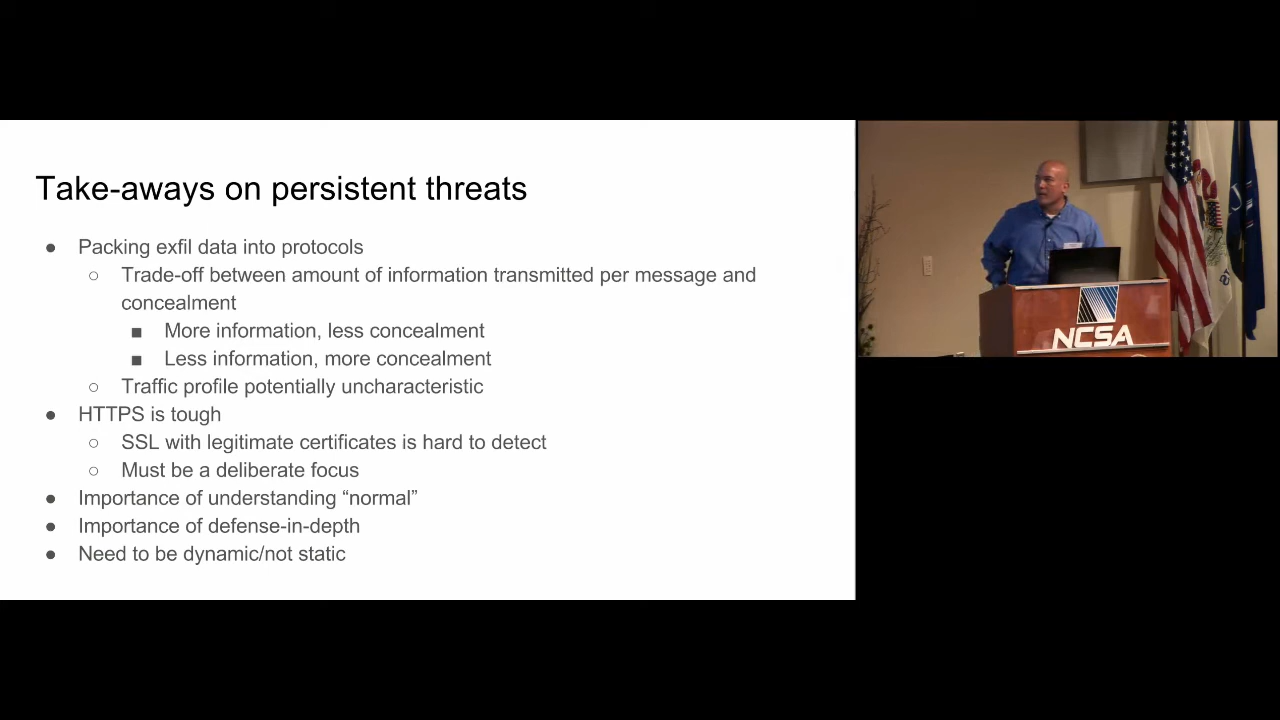 Take-aways on persistent threats
● Packing exfil data into protocols
○ Trade-off between amount of information transmitted per message and
concealment
■ More information, less concealment
■ Less information, more concealment
○ Traffic profile potentially uncharacteristic
● HTTPS is tough
○ SSL with legitimate certificates is hard to detect
○ Must be a deliberate focus
● Importance of understanding “normal”
● Importance of defense-in-depth
● Need to be dynamic/not static
NCSA